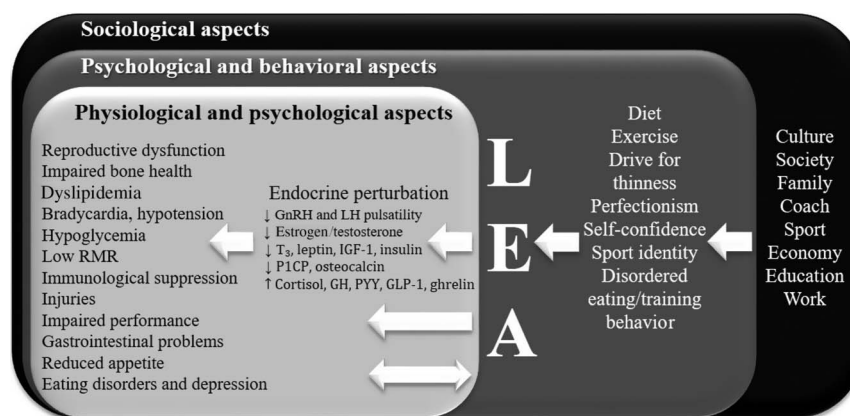 Sociological aspects
Psychological and behavioral aspects
Physiological and psychological aspects
Reproductive dysfunction
Impaired bone health
Dyslipidemia
Bradycardia, hypotension
Hypoglycemia
Low RMR
Immunological suppression
Injuries
Impaired performance
Gastrointestinal problems
Reduced appetite
Eating disorders and depression
Endocrine perturbation
↓ GnRH and LH pulsatility
↓ Estrogen/testosterone
↓ T₃, leptin, IGF-1, insulin
↓ P1CP, osteocalcin
↑ Cortisol, GH, PYY, GLP-1, ghrelin
L
E
A
Diet
Exercise
Drive for
thinness
Perfectionism
Self-confidence
Sport identity
Disordered
eating/training
behavior
Culture
Society
Family
Coach
Sport
Economy
Education
Work